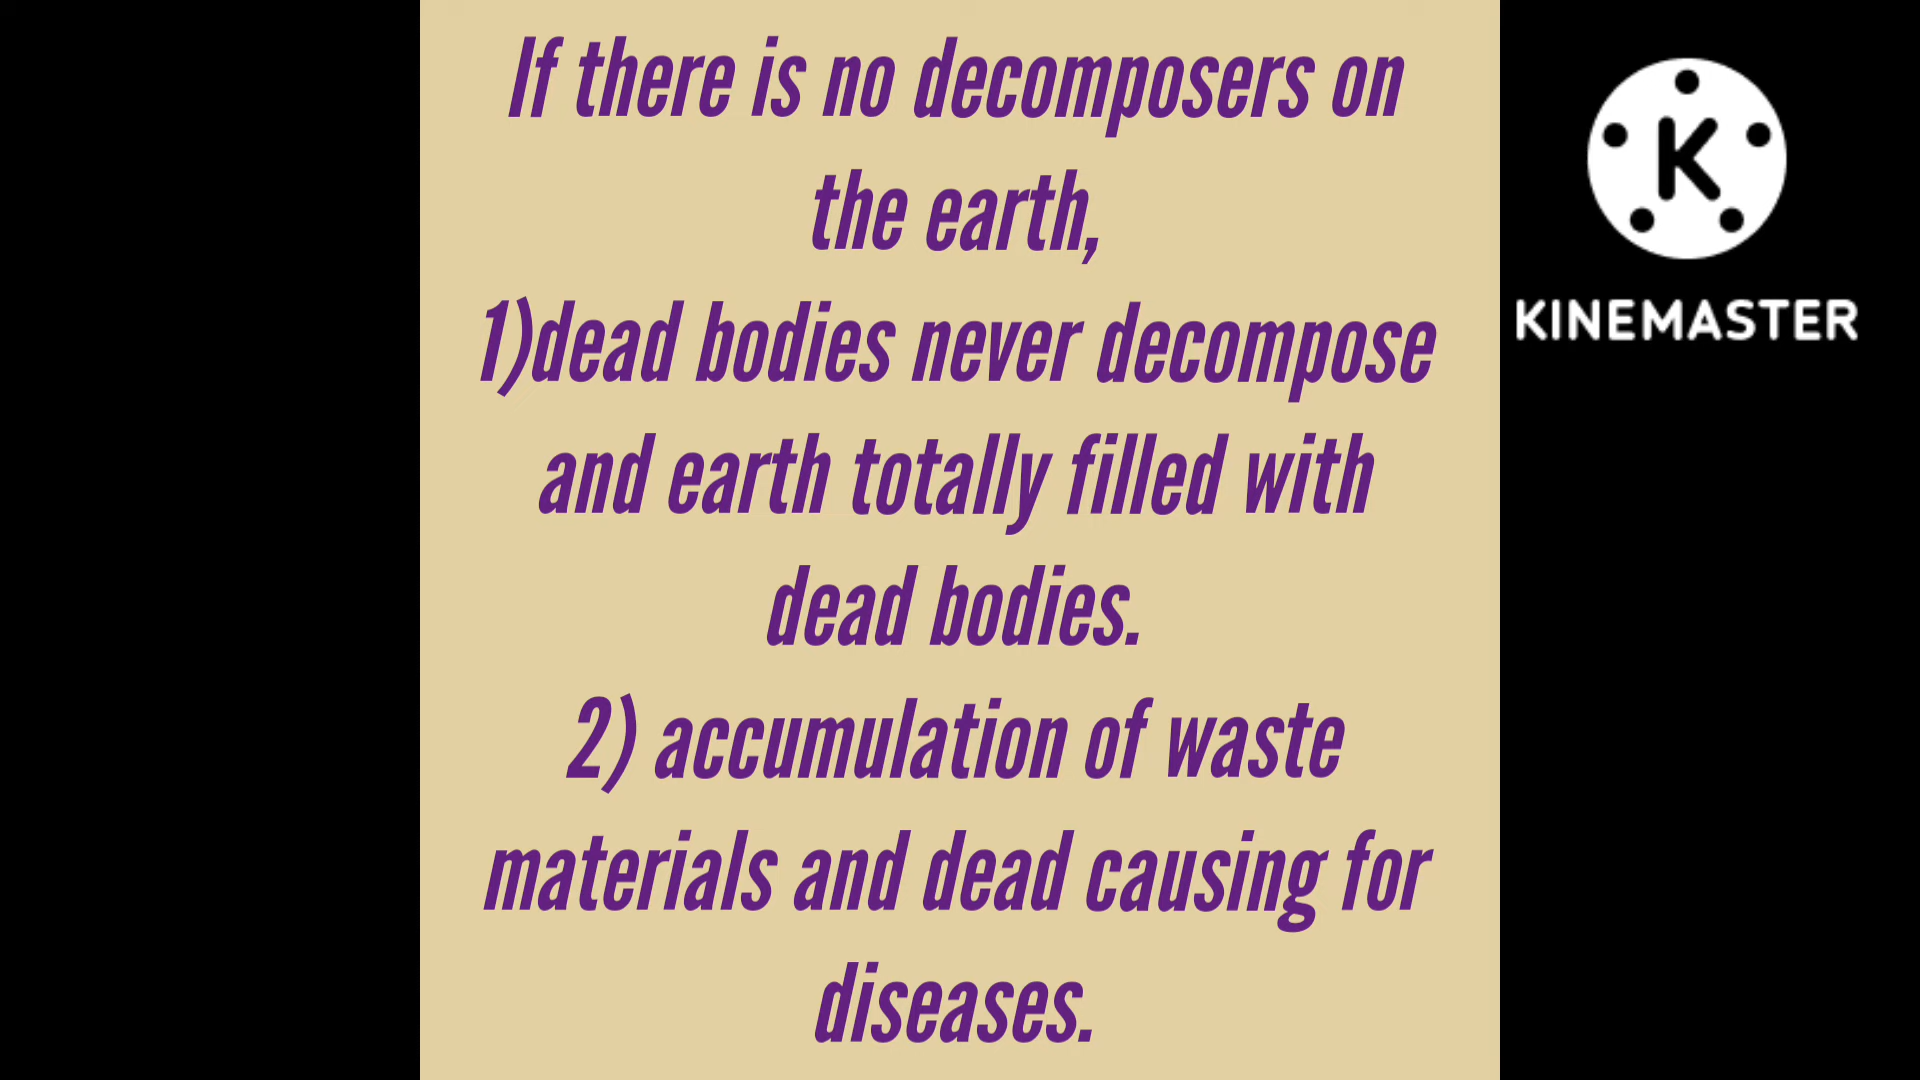 If there is no decomposers on
the earth,
1)dead bodies never decompose
and earth totally filled with
dead bodies.
2) accumulation of waste
materials and dead causing for
diseases.
K
KINEMASTER